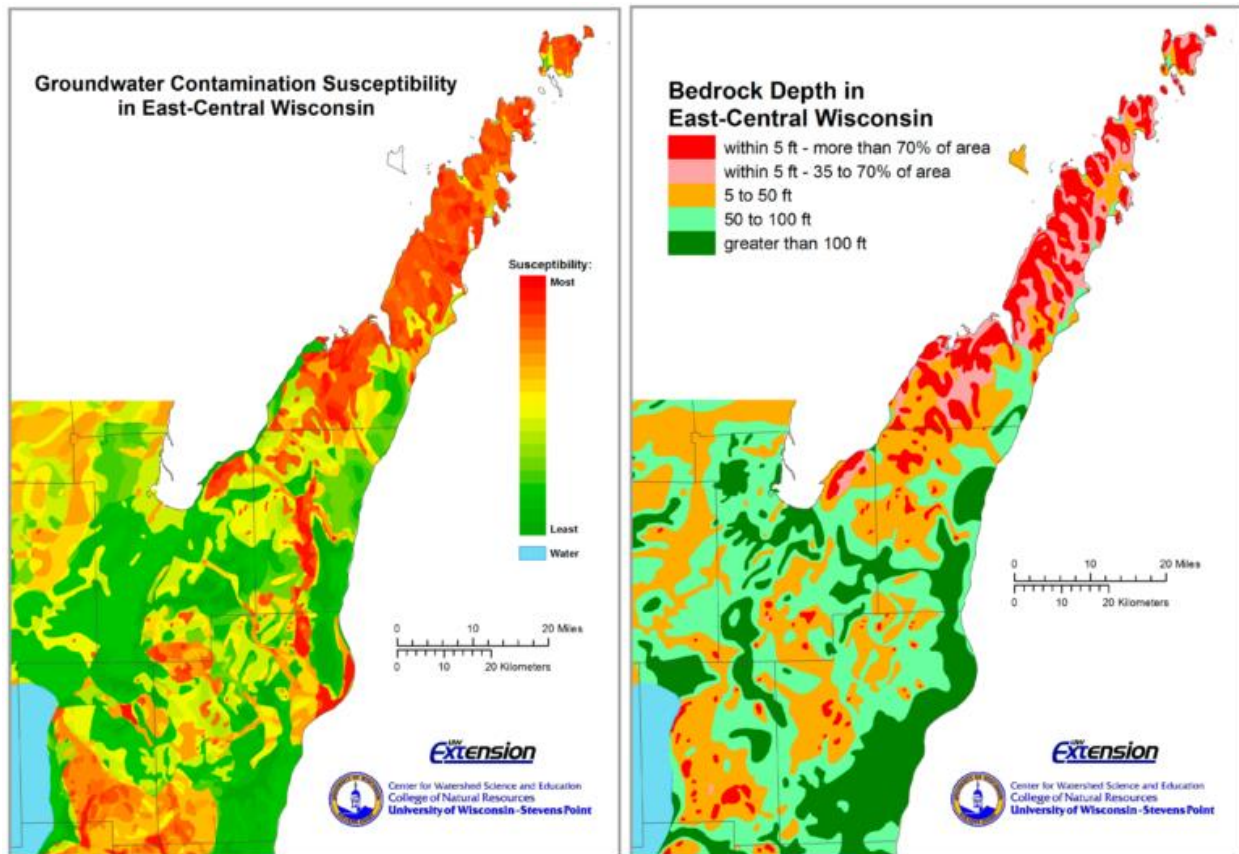 Groundwater Contamination Susceptibility
in East-Central Wisconsin
Susceptibility:
Most
Least
Water
0 20 Miles
0 20 Kilometers
UW
Extension
Center for Watershed Science and Education
College of Natural Resources
University of Wisconsin-Stevens Point
Bedrock Depth in
East-Central Wisconsin
within 5 ft - more than 70% of area
within 5 ft - 35 to 70% of area
5 to 50 ft
50 to 100 ft
greater than 100 ft
0 20 Miles
0 20 Kilometers
UW
Extension
Center for Watershed Science and Education
College of Natural Resources
University of Wisconsin-Stevens Point